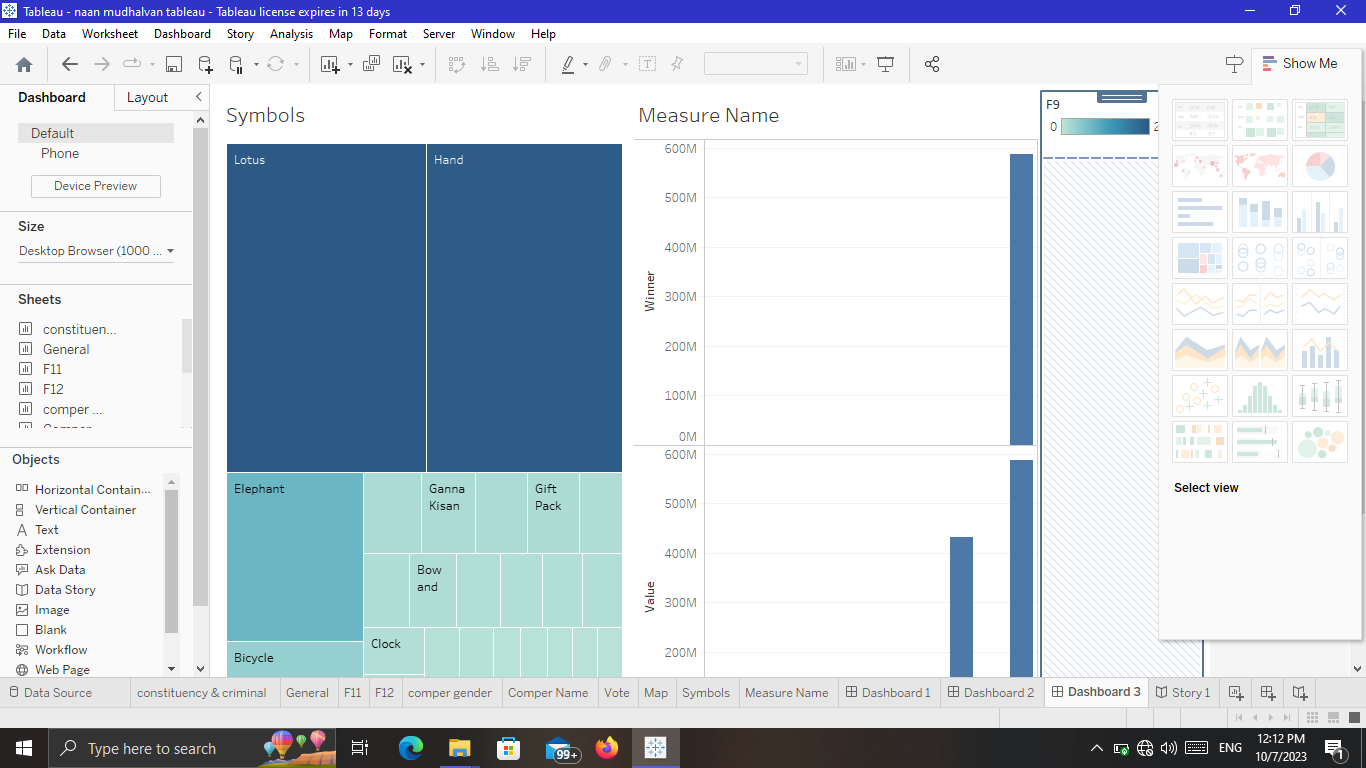 Tableau - naan mudhalvan tableau - Tableau license expires in 13 days
File Data Worksheet Dashboard Story Analysis Map Format Server Window Help
Show Me
Dashboard Layout
Default
Phone
Device Preview
Size
Desktop Browser (1000 ...
Sheets
constituen...
General
F11
F12
comper ...
Objects
Horizontal Contain...
Vertical Container
Text
Extension
Ask Data
Data Story
Image
Blank
Workflow
Web Page
Symbols
Lotus
Hand
Elephant
Ganna
Kisan
Gift
Pack
Bow
and
Clock
Bicycle
Measure Name
Winner
600M
500M
400M
300M
200M
100M
0M
Value
600M
500M
400M
300M
200M
F9
0
Select view
Data Source constituency & criminal General F11 F12 comper gender Comper Name Vote Map Symbols Measure Name Dashboard 1 Dashboard 2 Dashboard 3 Story 1
Type here to search
99+
ENG
12:12 PM
10/7/2023
1